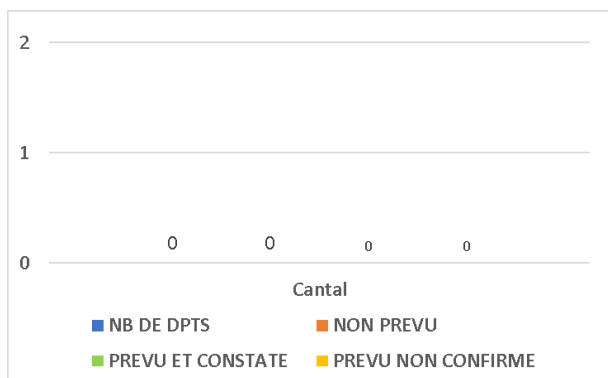 2
1
0 0 0 0
0
Cantal
NB DE DPTS NON PREVU
PREVU ET CONSTATE PREVU NON CONFIRME